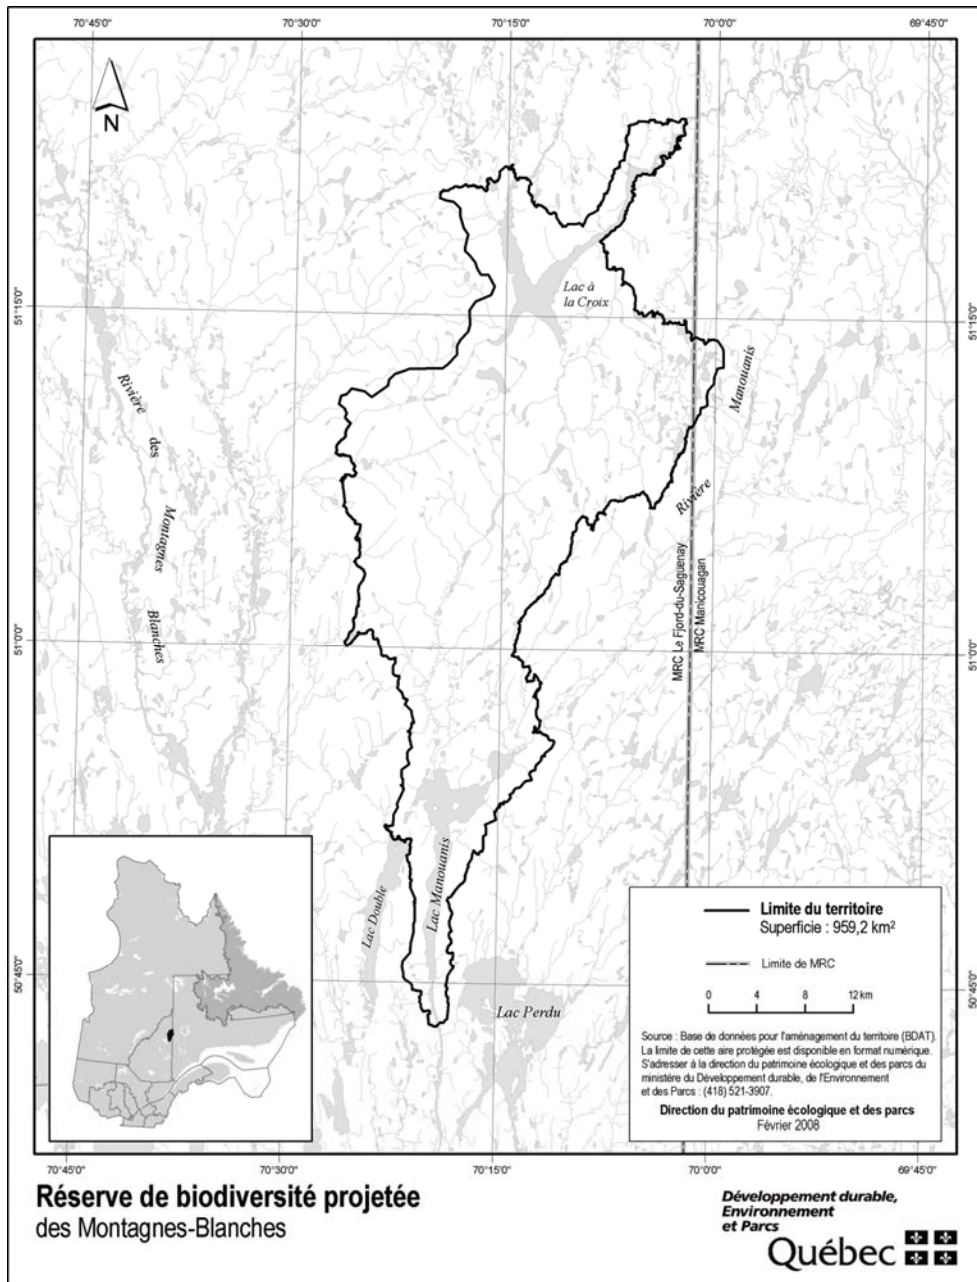 70°45'0" 70°30'0" 70°15'0" 70°0'0" 69°45'0"
N
Lac à
la Croix
51°15'0" 51°15'0"
Rivière
des
Montagnes
Blanches
Manouanis
Rivière
MRC Le Fjord-du-Saguenay
MRC Manicouagan
51°0'0" 51°0'0"
Lac Double
Lac Manouanis
Lac Perdu
50°45'0" 50°45'0"
Limite du territoire
Superficie : 959,2 km²
Limite de MRC
0 4 8 12 km
Source : Base de données pour l'aménagement du territoire (BDAT).
La limite de cette aire protégée est disponible en format numérique.
S'adresser à la direction du patrimoine écologique et des parcs du
ministère du Développement durable, de l'Environnement
et des Parcs : (418) 521-3907.
Direction du patrimoine écologique et des parcs
Février 2008
70°45'0" 70°30'0" 70°15'0" 70°0'0" 69°45'0"
Réserve de biodiversité projetée
des Montagnes-Blanches
Développement durable,
Environnement
et Parcs
Québec